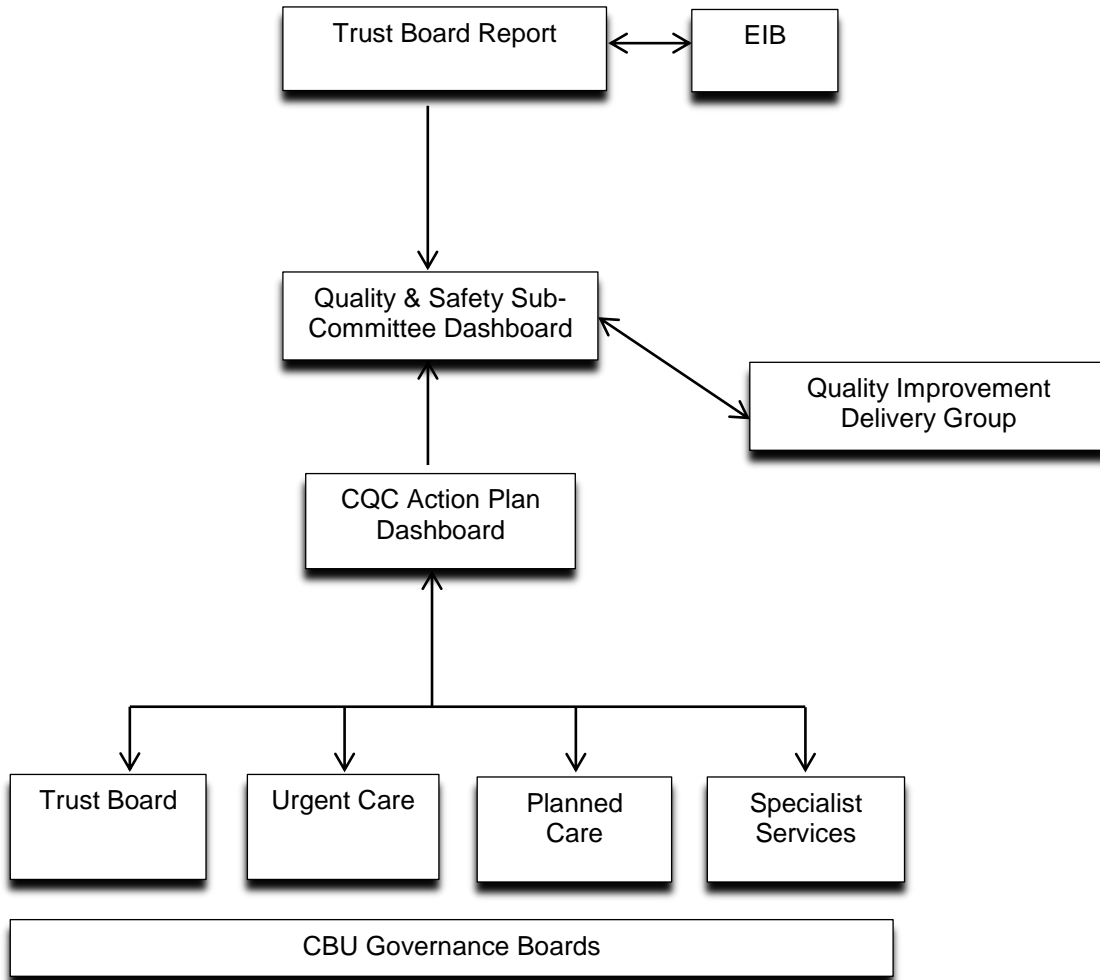 Trust Board Report
EIB
Quality & Safety Sub-
Committee Dashboard
Quality Improvement
Delivery Group
CQC Action Plan
Dashboard
Trust Board
Urgent Care
Planned
Care
Specialist
Services
CBU Governance Boards